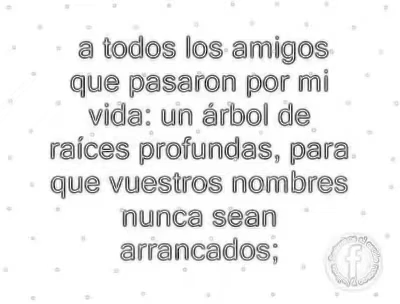 a todos los amigos
que pasaron por mi
vida: un árbol de
raíces profundas, para
que vuestros nombres
nunca sean
arrancados;